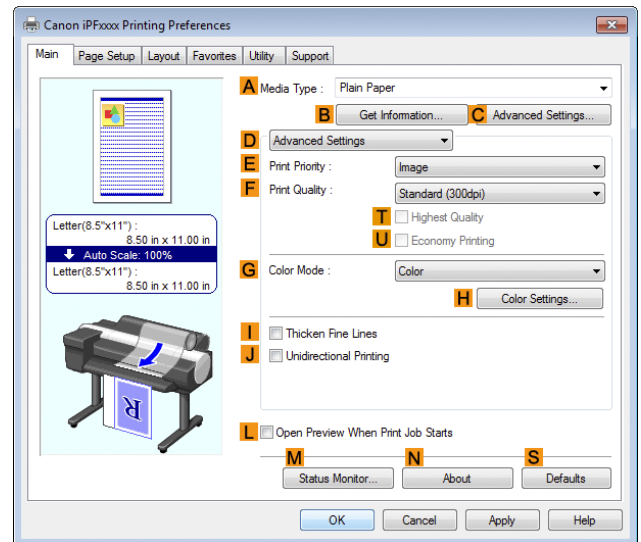 Canon iPFxxxx Printing Preferences
Main Page Setup Layout Favorites Utility Support
A Media Type : Plain Paper
B Get Information... C Advanced Settings...
D Advanced Settings
E Print Priority : Image
F Print Quality : Standard (300dpi)
T Highest Quality
U Economy Printing
Letter(8.5"x11") :
8.50 in x 11.00 in
Auto Scale: 100%
Letter(8.5"x11") :
8.50 in x 11.00 in
G Color Mode : Color
H Color Settings...
I Thicken Fine Lines
J Unidirectional Printing
R
L Open Preview When Print Job Starts
M N S
Status Monitor... About Defaults
OK Cancel Apply Help